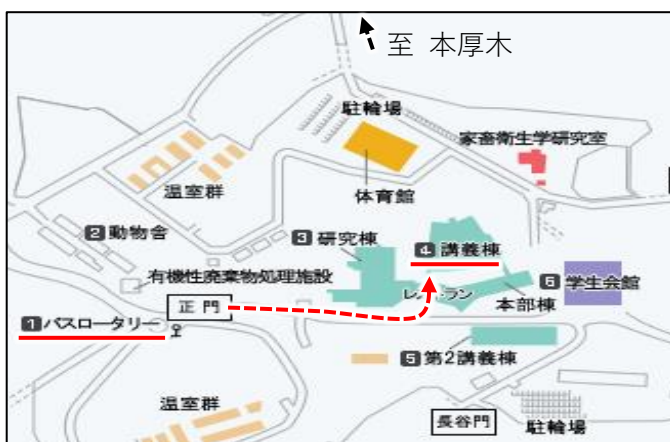 至 本厚木
駐輪場
家畜衛生学研究室
温室群
体育館
2 動物舎
3 研究棟
4 講義棟
有機性廃棄物処理施設
6 学生会館
レストラン
本部棟
正門
1 バスロータリー
5 第2講義棟
温室群
長谷門
駐輪場